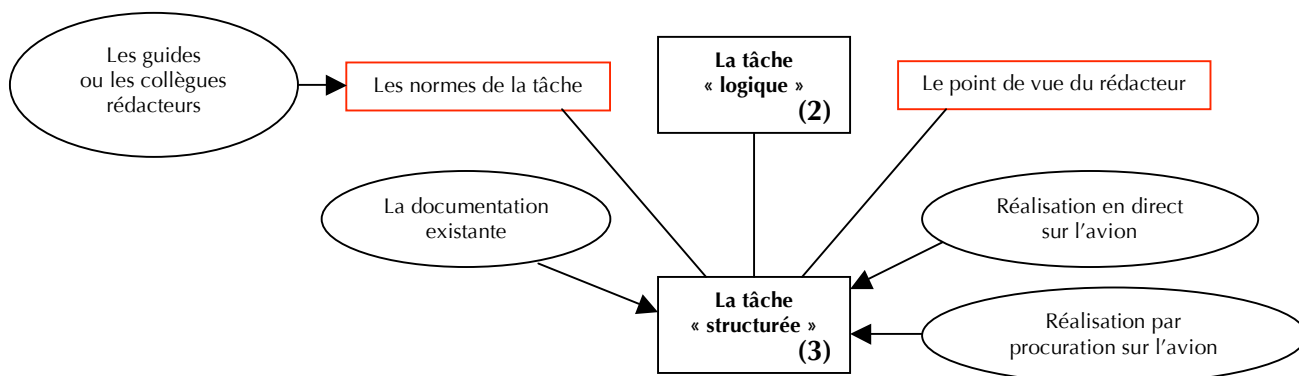 Les guides
ou les collègues
rédacteurs
Les normes de la tâche
La tâche
« logique »
(2)
Le point de vue du rédacteur
La documentation
existante
Réalisation en direct
sur l'avion
La tâche
« structurée »
(3)
Réalisation par
procuration sur l'avion